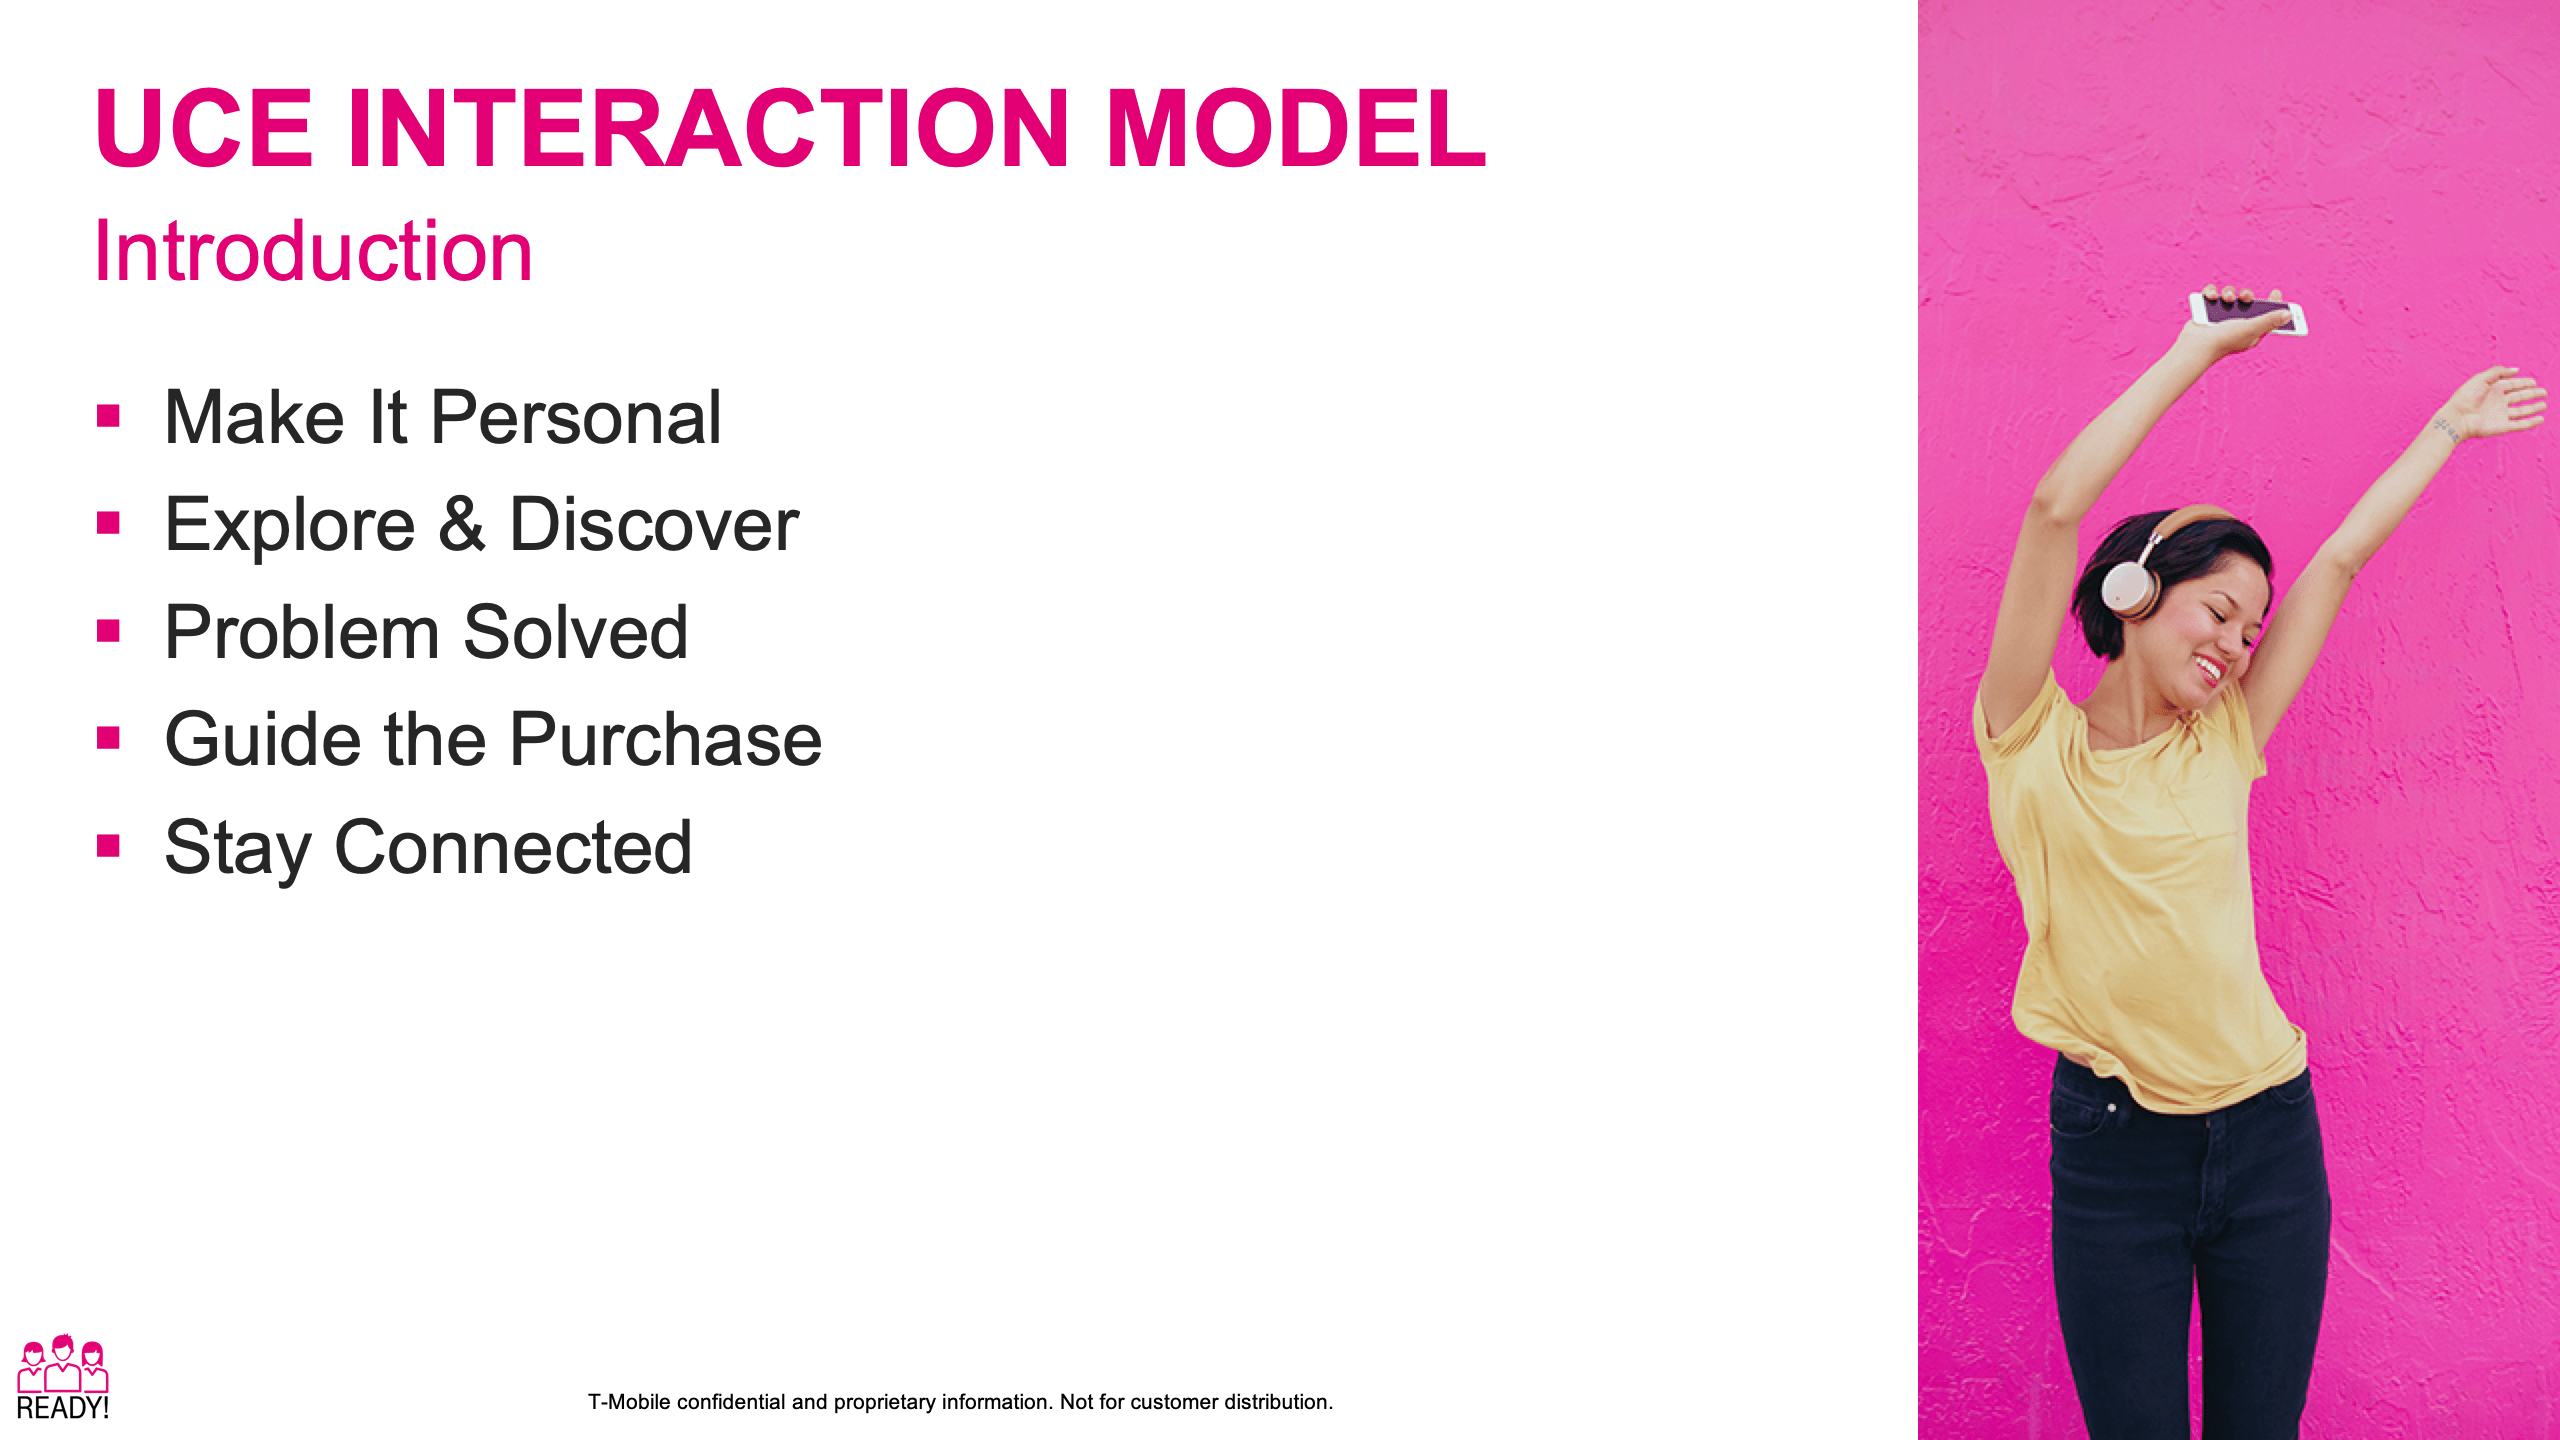 UCE INTERACTION MODEL
Introduction
Make It Personal
Explore & Discover
Problem Solved
Guide the Purchase
Stay Connected
READY!
T-Mobile confidential and proprietary information. Not for customer distribution.